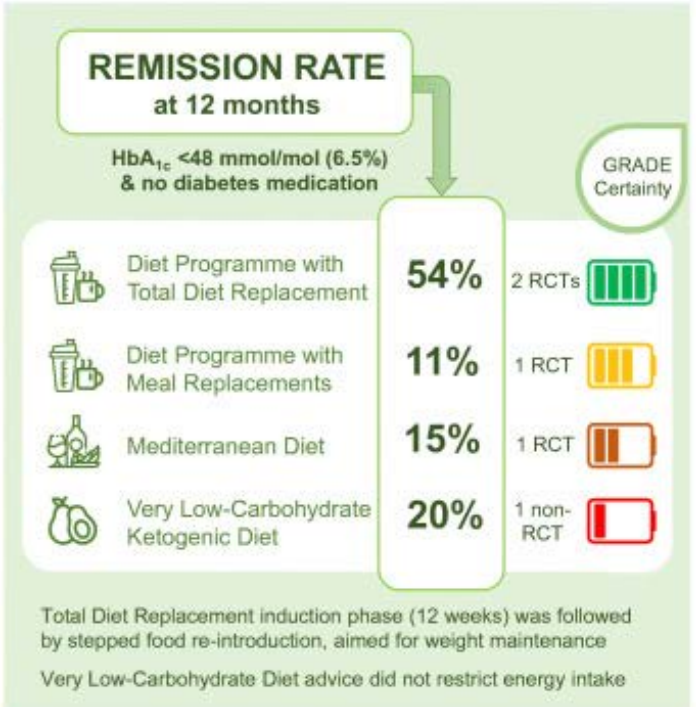 REMISSION RATE
at 12 months
HbA1c <48 mmol/mol (6.5%)
& no diabetes medication
GRADE
Certainty
Diet Programme with
Total Diet Replacement
54%
2 RCTs
Diet Programme with
Meal Replacements
11%
1 RCT
Mediterranean Diet
15%
1 RCT
Very Low-Carbohydrate
Ketogenic Diet
20%
1 non-
RCT
Total Diet Replacement induction phase (12 weeks) was followed
by stepped food re-introduction, aimed for weight maintenance
Very Low-Carbohydrate Diet advice did not restrict energy intake